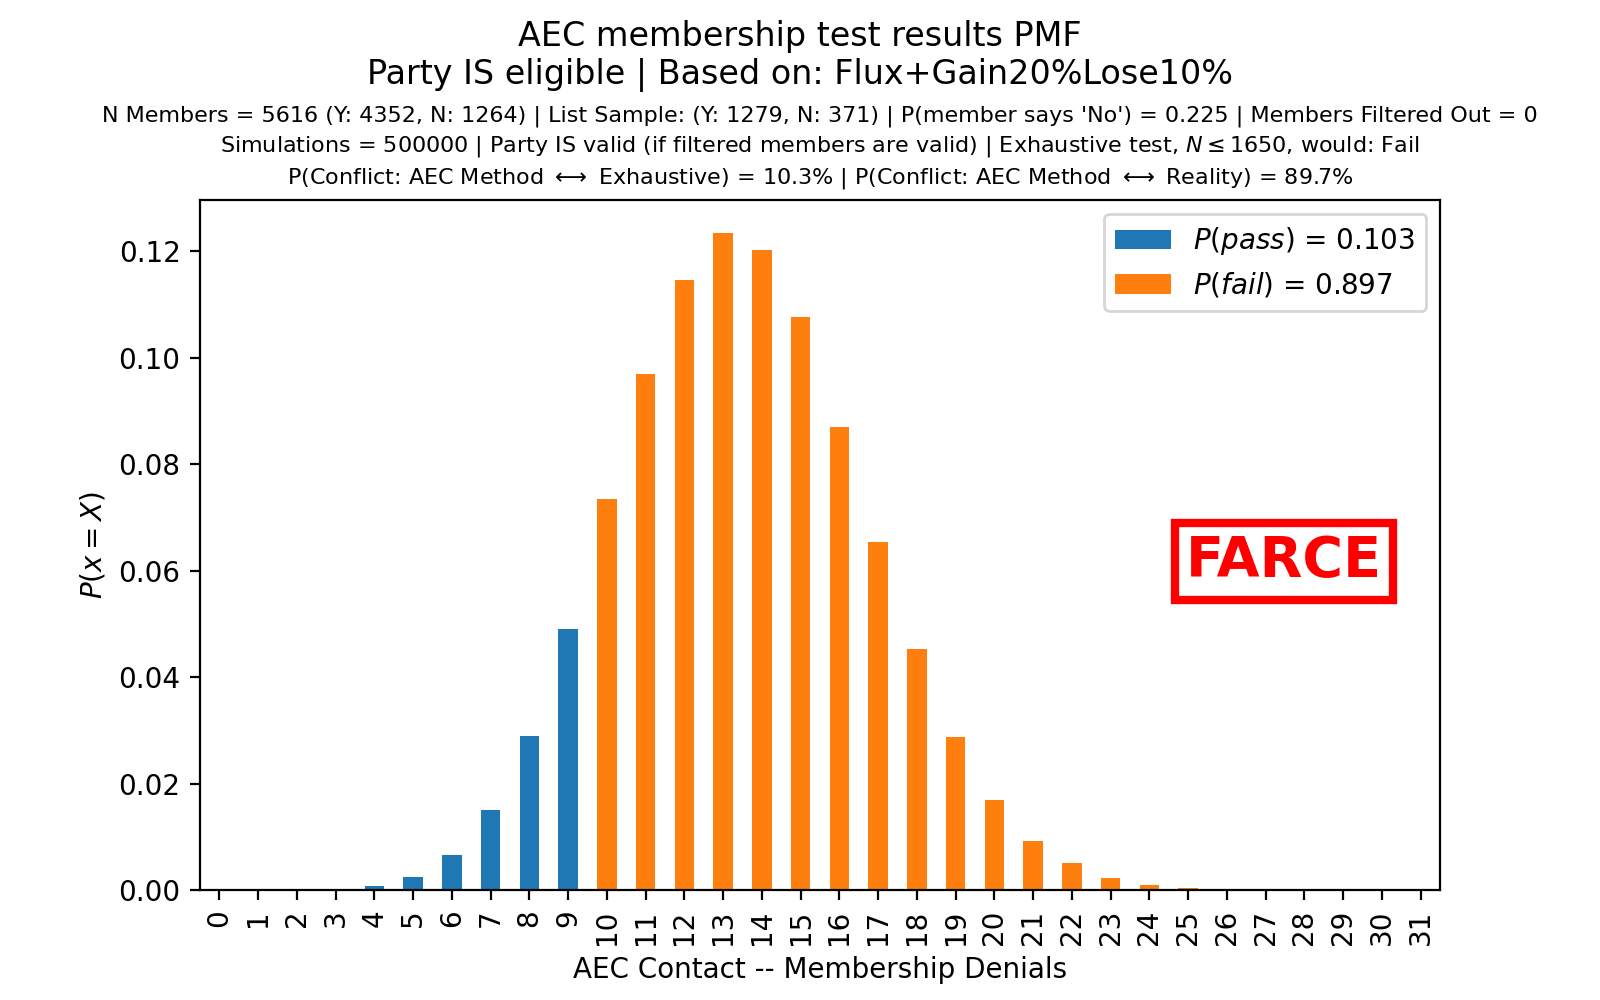 AEC membership test results PMF
Party IS eligible | Based on: Flux+Gain20%Lose10%
N Members = 5616 (Y: 4352, N: 1264) | List Sample: (Y: 1279, N: 371) | P(member says 'No') = 0.225 | Members Filtered Out = 0
Simulations = 500000 | Party IS valid (if filtered members are valid) | Exhaustive test, N ≤ 1650, would: Fail
P(Conflict: AEC Method ⟷ Exhaustive) = 10.3% | P(Conflict: AEC Method ⟷ Reality) = 89.7%
P(pass) = 0.103
P(fail) = 0.897
FARCE
P(x = X)
0.12
0.10
0.08
0.06
0.04
0.02
0.00
0 1 2 3 4 5 6 7 8 9 10 11 12 13 14 15 16 17 18 19 20 21 22 23 24 25 26 27 28 29 30 31
AEC Contact -- Membership Denials